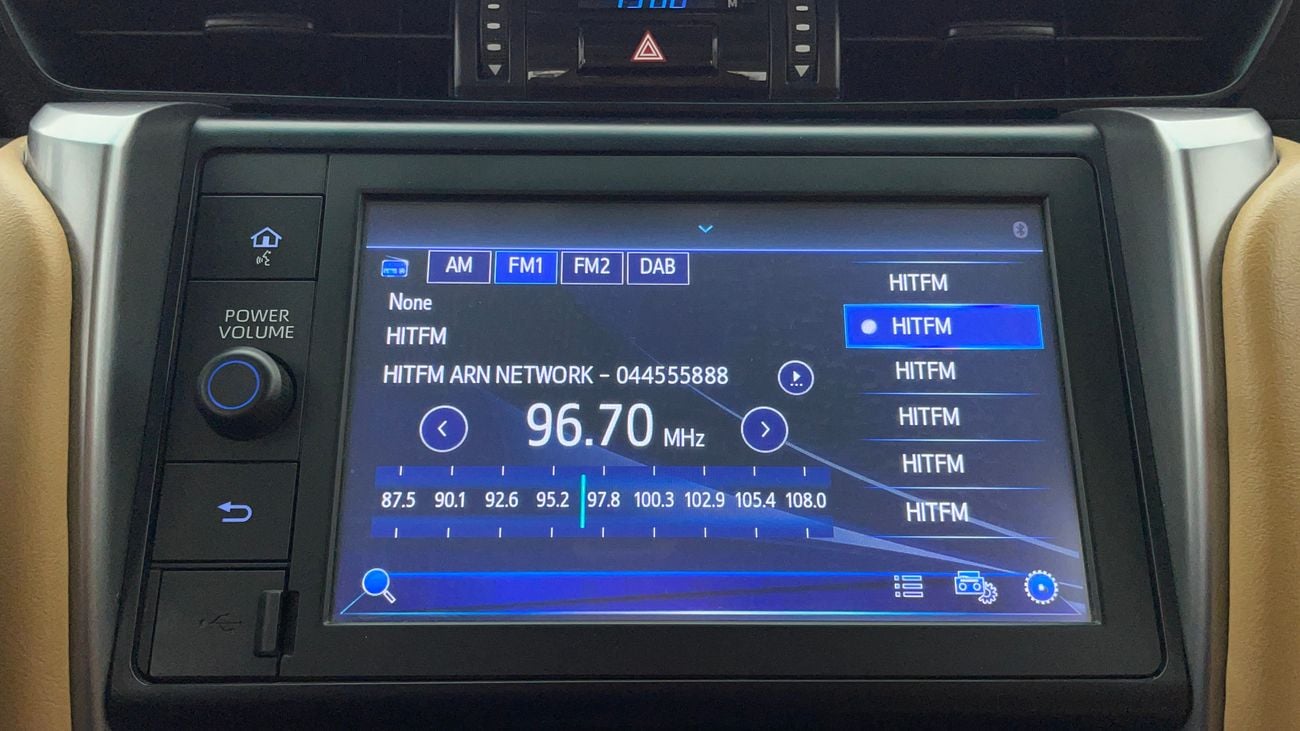 M
AM FM1 FM2 DAB
None
HITFM
HITFM ARN NETWORK - 044555888
96.70 MHz
87.5 90.1 92.6 95.2 97.8 100.3 102.9 105.4 108.0
HITFM
HITFM
HITFM
HITFM
HITFM
HITFM
POWER
VOLUME